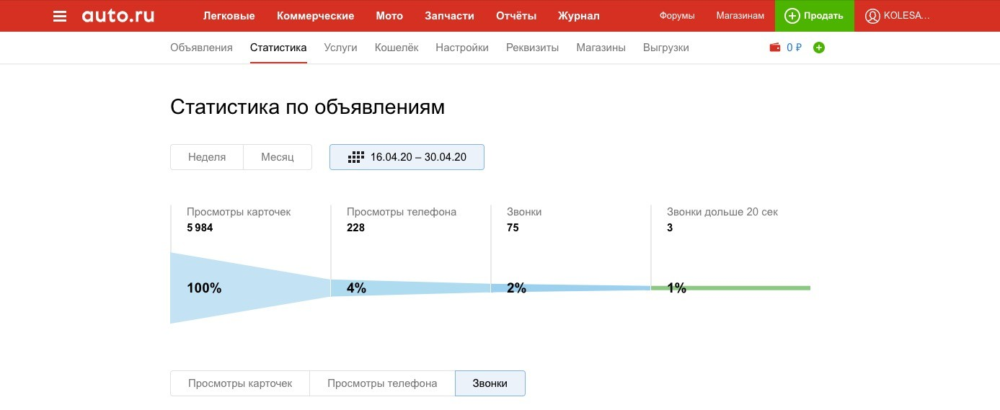 auto.ru Легковые Коммерческие Мото Запчасти Отчёты Журнал Форумы Магазинам Продать KOLESA...
Объявления Статистика Услуги Кошелёк Настройки Реквизиты Магазины Выгрузки 0 ₽
Статистика по объявлениям
Неделя Месяц 16.04.20 – 30.04.20
Просмотры карточек Просмотры телефона Звонки Звонки дольше 20 сек
5 984 228 75 3
100% 4% 2% 1%
Просмотры карточек Просмотры телефона Звонки